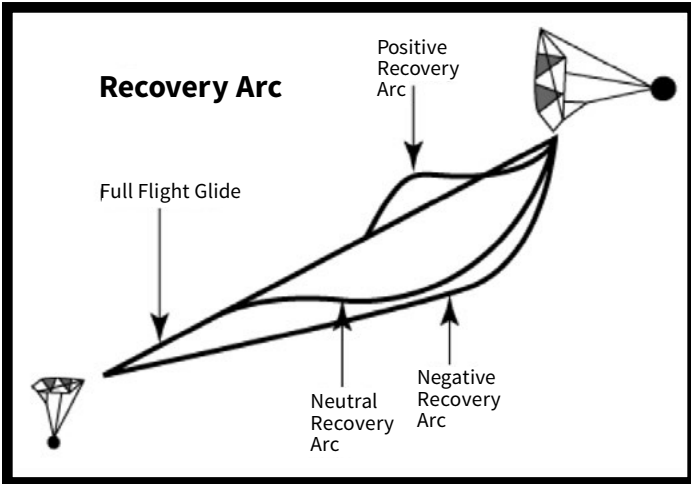 Recovery Arc
Positive
Recovery
Arc
Full Flight Glide
Neutral
Recovery
Arc
Negative
Recovery
Arc